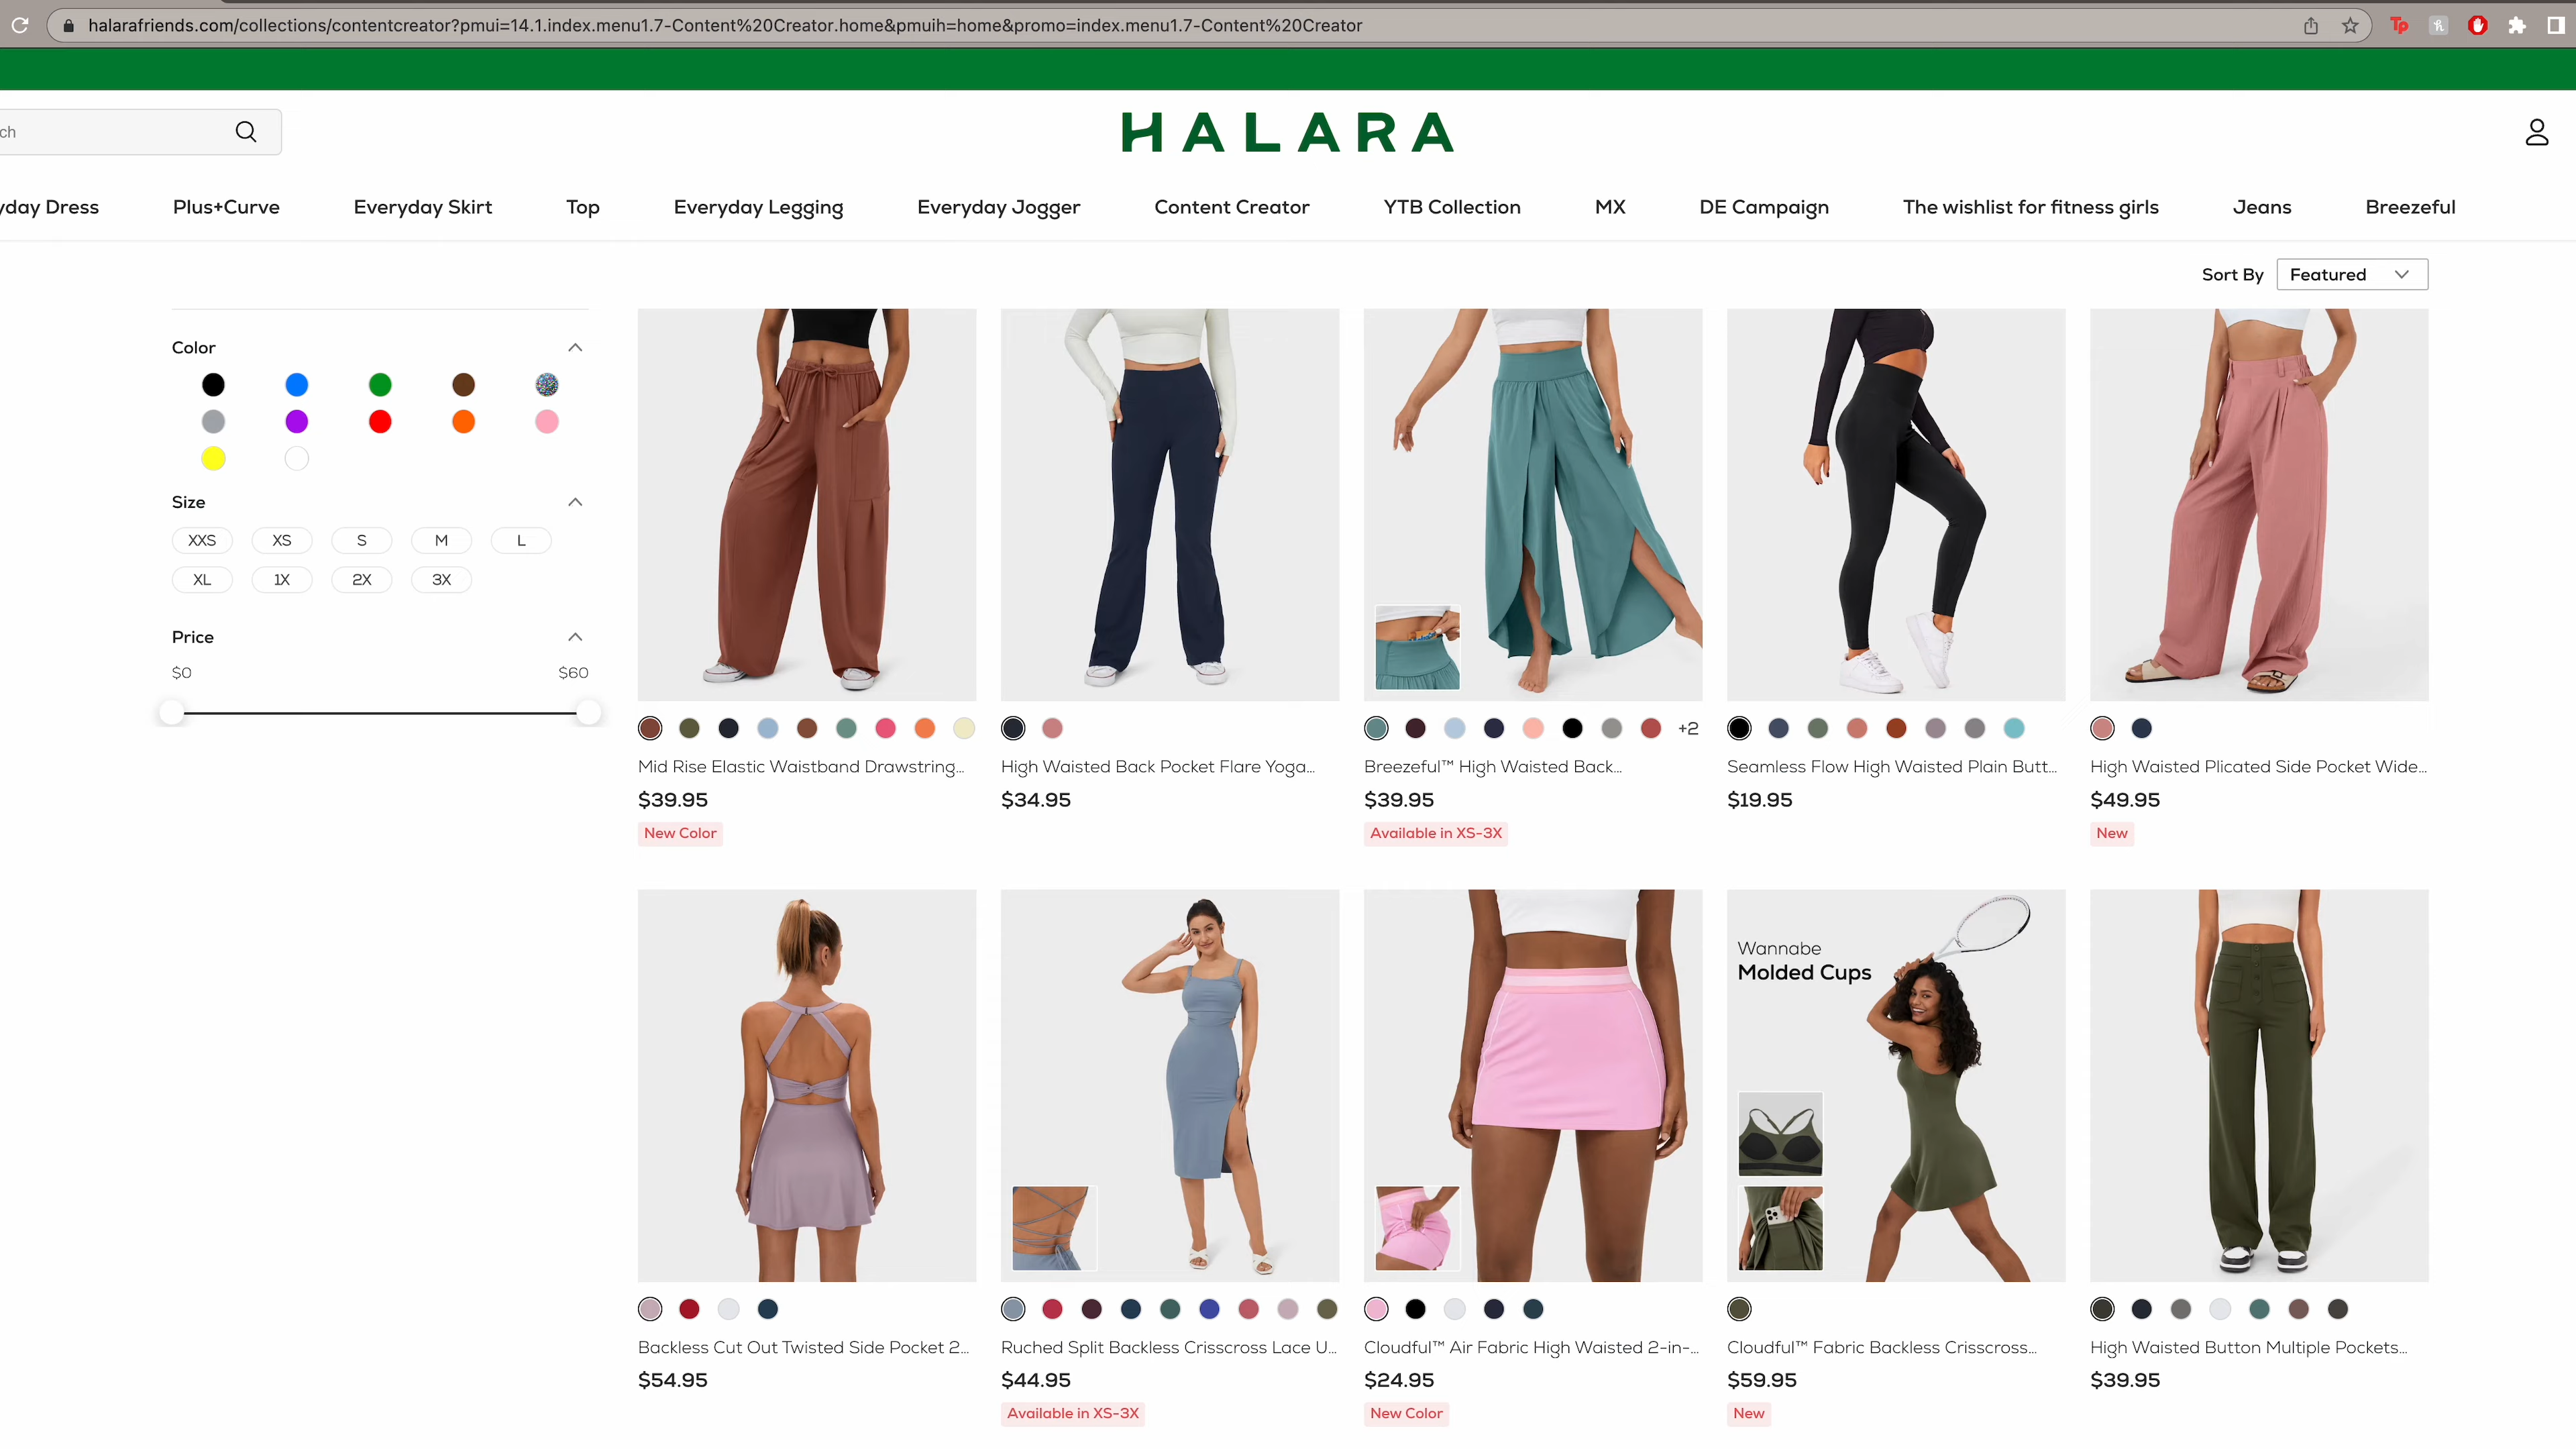 halarafriends.com/collections/contentcreator?pmui=14.1.index.menu1.7-Content%20Creator.home&pmuih=home&promo=index.menu1.7-Content%20Creator
Tp
ch
HALARA
yday Dress Plus+Curve Everyday Skirt Top Everyday Legging Everyday Jogger Content Creator YTB Collection MX DE Campaign The wishlist for fitness girls Jeans Breezeful
Sort By Featured
Color
Size
XXS XS S M L
XL 1X 2X 3X
Price
$0 $60
+2
Mid Rise Elastic Waistband Drawstring... High Waisted Back Pocket Flare Yoga... Breezeful™ High Waisted Back... Seamless Flow High Waisted Plain Butt... High Waisted Plicated Side Pocket Wide...
$39.95 $34.95 $39.95 $19.95 $49.95
New Color Available in XS-3X New
Wannabe
Molded Cups
Backless Cut Out Twisted Side Pocket 2... Ruched Split Backless Crisscross Lace U... Cloudful™ Air Fabric High Waisted 2-in-... Cloudful™ Fabric Backless Crisscross... High Waisted Button Multiple Pockets...
$54.95 $44.95 $24.95 $59.95 $39.95
Available in XS-3X New Color New